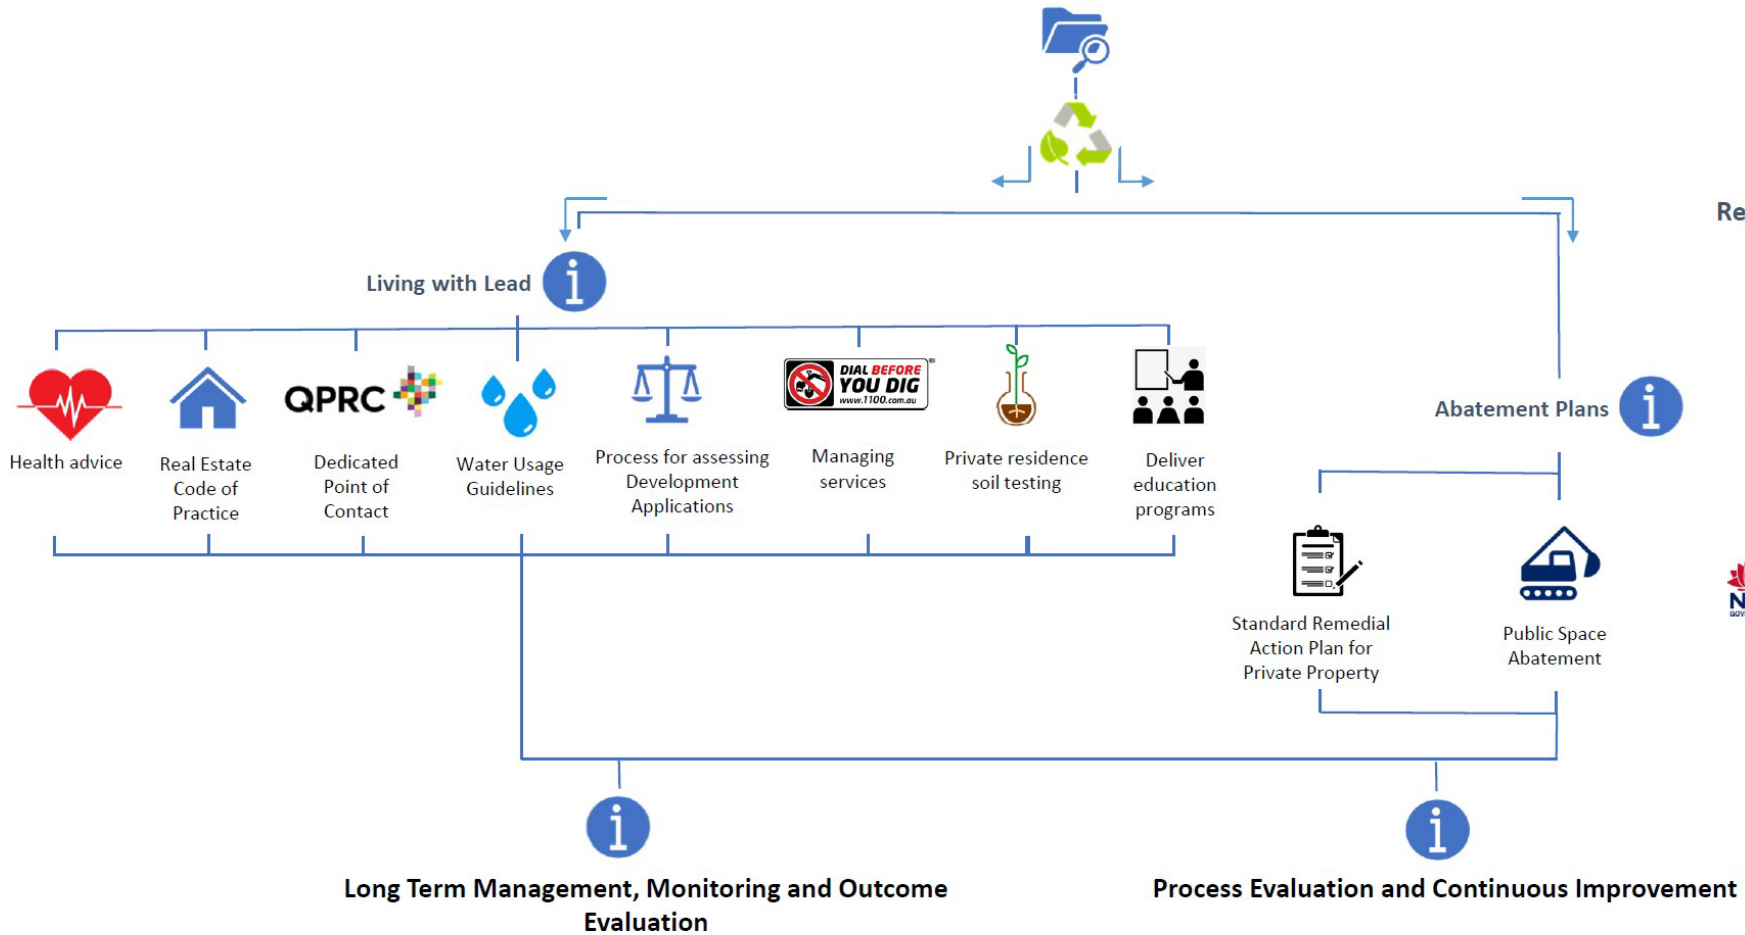 Re
Living with Lead
QPRC
DIAL BEFORE
YOU DIG
www.1100.com.au
Abatement Plans
Health advice
Real Estate
Code of
Practice
Dedicated
Point of
Contact
Water Usage
Guidelines
Process for assessing
Development
Applications
Managing
services
Private residence
soil testing
Deliver
education
programs
Standard Remedial
Action Plan for
Private Property
Public Space
Abatement
N
GOV
Long Term Management, Monitoring and Outcome
Evaluation
Process Evaluation and Continuous Improvement